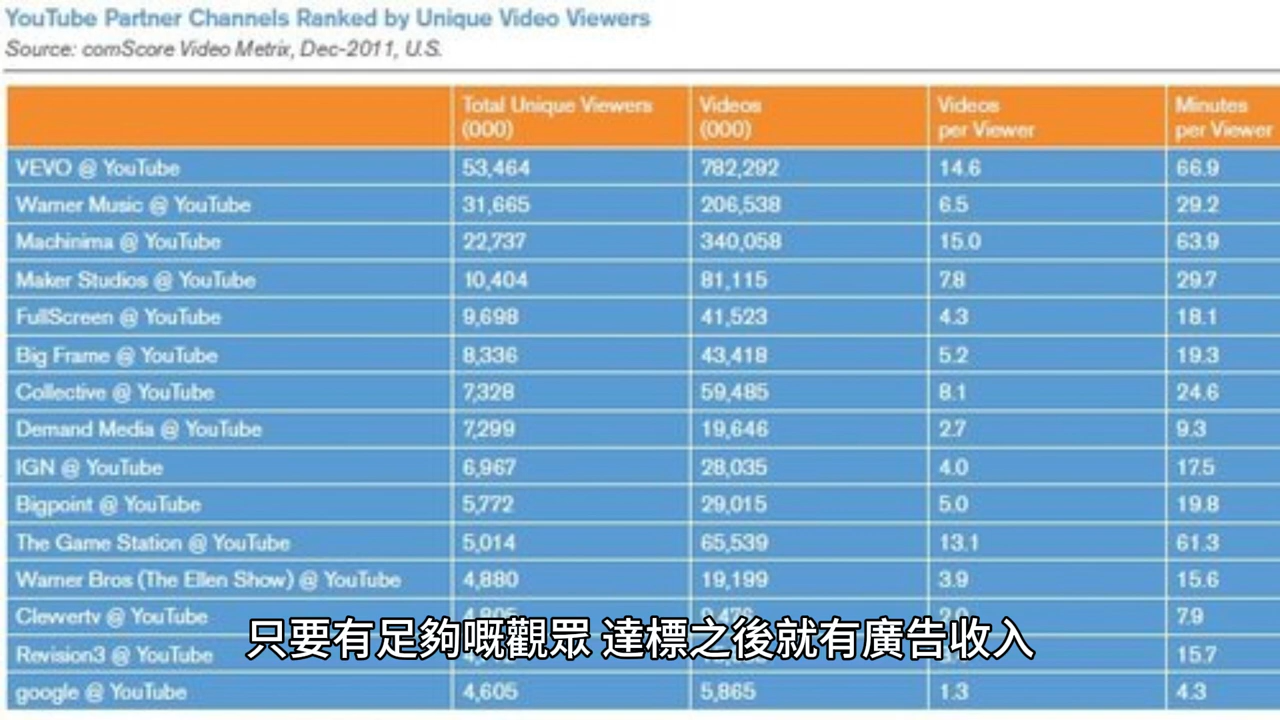 YouTube Partner Channels Ranked by Unique Video Viewers
Source: comScore Video Metrix, Dec-2011, U.S.
Total Unique Viewers (000) Videos (000) Videos per Viewer Minutes per Viewer
VEVO @ YouTube 53,464 782,292 14.6 66.9
Warner Music @ YouTube 31,665 206,538 6.5 29.2
Machinima @ YouTube 22,737 340,058 15.0 63.9
Maker Studios @ YouTube 10,404 81,115 7.8 29.7
FullScreen @ YouTube 9,698 41,523 4.3 18.1
Big Frame @ YouTube 8,336 43,418 5.2 19.3
Collective @ YouTube 7,328 59,485 8.1 24.6
Demand Media @ YouTube 7,299 19,646 2.7 9.3
IGN @ YouTube 6,967 28,035 4.0 17.5
Bigpoint @ YouTube 5,772 29,015 5.0 19.8
The Game Station @ YouTube 5,014 65,539 13.1 61.3
Warner Bros (The Ellen Show) @ YouTube 4,880 19,199 3.9 15.6
Clevvertv @ YouTube 7.9
Revision3 @ YouTube 15.7
只要有足夠嘅觀眾 達標之後就有廣告收入
google @ YouTube 4,605 5,865 1.3 4.3